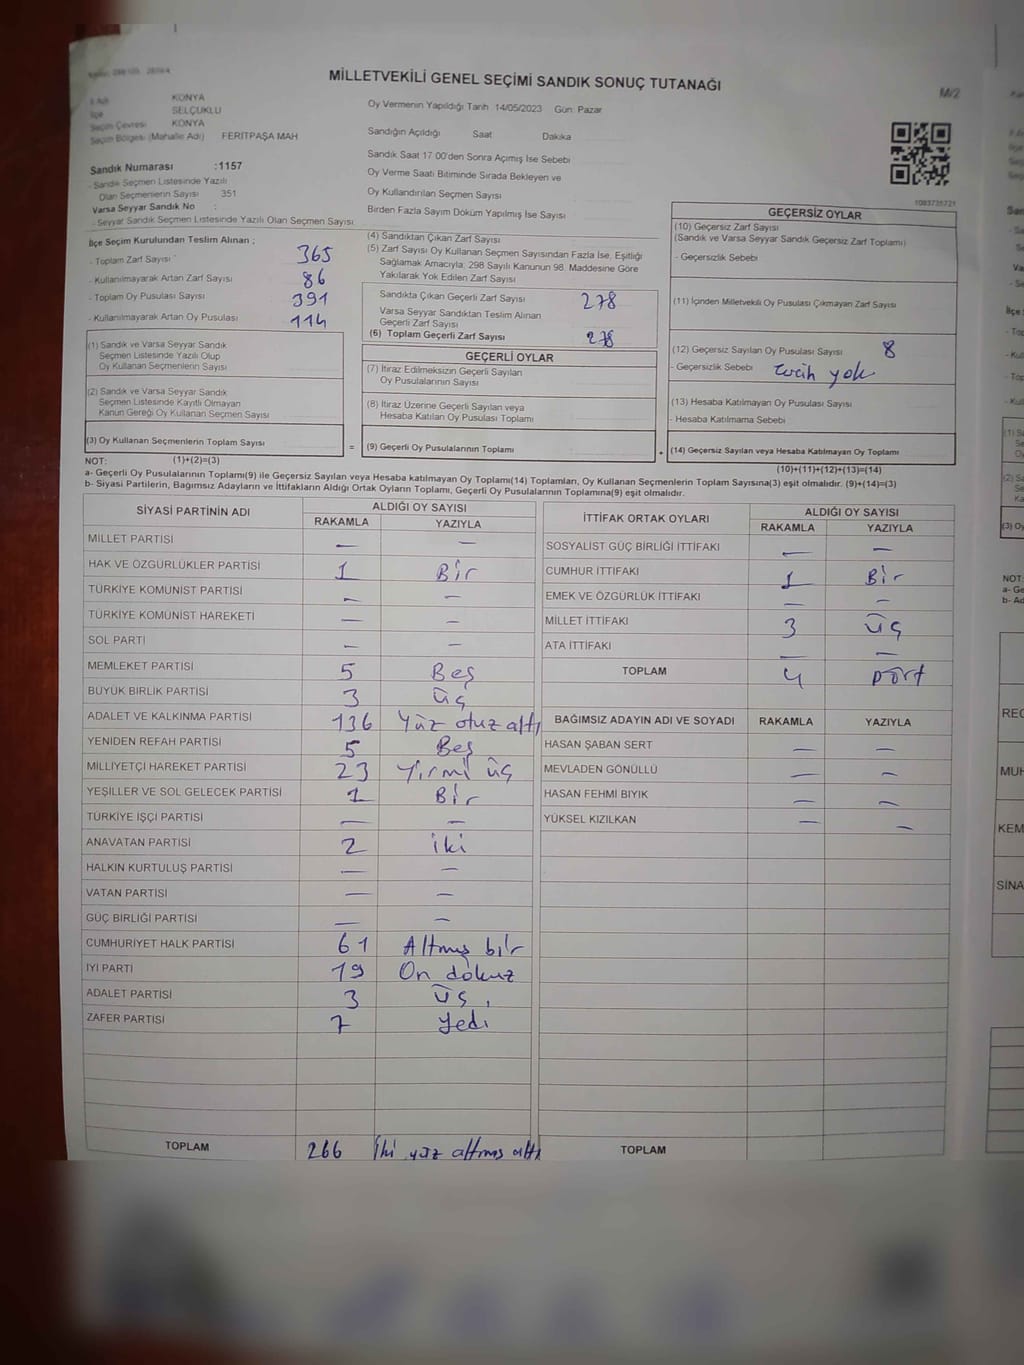 MİLLETVEKİLİ GENEL SEÇİMİ SANDIK SONUÇ TUTANAĞI
M/2
KONYA
SELÇUKLU
Seçim Çevresi KONYA
Seçim Bölgesi (Mahalle Adı) FERİTPAŞA MAH
Oy Vermenin Yapıldığı Tarih 14/05/2023 Gün: Pazar
Sandığın Açıldığı Saat Dakika
Sandık Saat 17 00'den Sonra Açımış İse Sebebi
Oy Verme Saati Bitiminde Sırada Bekleyen ve
Oy Kullandırılan Seçmen Sayısı
Birden Fazla Sayım Döküm Yapılmış İse Sayısı
Sandık Numarası :1157
- Sandık Seçmen Listesinde Yazılı
Olan Seçmenlerin Sayısı 351
Varsa Seyyar Sandık No :
- Seyyar Sandık Seçmen Listesinde Yazılı Olan Seçmen Sayısı
1083735721
İlçe Seçim Kurulundan Teslim Alınan ;
- Toplam Zarf Sayısı 365
- Kullanılmayarak Artan Zarf Sayısı 86
- Toplam Oy Pusulası Sayısı 391
- Kullanılmayarak Artan Oy Pusulası 114
(4) Sandıktan Çıkan Zarf Sayısı
(5) Zarf Sayısı Oy Kullanan Seçmen Sayısından Fazla İse, Eşitliği
Sağlamak Amacıyla, 298 Sayılı Kanunun 98. Maddesine Göre
Yakılarak Yok Edilen Zarf Sayısı
Sandıkta Çıkan Geçerli Zarf Sayısı 278
Varsa Seyyar Sandıktan Teslim Alınan
Geçerli Zarf Sayısı
(6) Toplam Geçerli Zarf Sayısı 278
GEÇERSİZ OYLAR
(10) Geçersiz Zarf Sayısı
(Sandık ve Varsa Seyyar Sandık Geçersiz Zarf Toplamı)
- Geçersizlik Sebebi
(11) İçinden Milletvekili Oy Pusulası Çıkmayan Zarf Sayısı
(12) Geçersiz Sayılan Oy Pusulası Sayısı 8
- Geçersizlik Sebebi tercih yok
(13) Hesaba Katılmayan Oy Pusulası Sayısı
- Hesaba Katılmama Sebebi
(14) Geçersiz Sayılan veya Hesaba Katılmayan Oy Toplamı
(10)+(11)+(12)+(13)=(14)
(1) Sandık ve Varsa Seyyar Sandık
Seçmen Listesinde Yazılı Olup
Oy Kullanan Seçmenlerin Sayısı
(2) Sandık ve Varsa Seyyar Sandık
Seçmen Listesinde Kayıtlı Olmayan
Kanun Gereği Oy Kullanan Seçmen Sayısı
(3) Oy Kullanan Seçmenlerin Toplam Sayısı
=
(1)+(2)=(3)
GEÇERLİ OYLAR
(7) İtiraz Edilmeksizin Geçerli Sayılan
Oy Pusulalarının Sayısı
(8) İtiraz Üzerine Geçerli Sayılan veya
Hesaba Katılan Oy Pusulası Toplamı
(9) Geçerli Oy Pusulalarının Toplamı
+
NOT:
a- Geçerli Oy Pusulalarının Toplamı(9) ile Geçersiz Sayılan veya Hesaba katılmayan Oy Toplamı(14) Toplamları, Oy Kullanan Seçmenlerin Toplam Sayısına(3) eşit olmalıdır. (9)+(14)=(3)
b- Siyasi Partilerin, Bağımsız Adayların ve İttifakların Aldığı Ortak Oyların Toplamı, Geçerli Oy Pusulalarının Toplamına(9) eşit olmalıdır.
SİYASİ PARTİNİN ADI ALDIĞI OY SAYISI
RAKAMLA YAZIYLA
MİLLET PARTİSİ — —
HAK VE ÖZGÜRLÜKLER PARTİSİ 1 Bir
TÜRKİYE KOMÜNİST PARTİSİ — —
TÜRKİYE KOMÜNİST HAREKETİ — —
SOL PARTİ — —
MEMLEKET PARTİSİ 5 Beş
BÜYÜK BİRLİK PARTİSİ 3 üç
ADALET VE KALKINMA PARTİSİ 136 Yüz otuz altı
YENİDEN REFAH PARTİSİ 5 Beş
MİLLİYETÇİ HAREKET PARTİSİ 23 Yirmi üç
YEŞİLLER VE SOL GELECEK PARTİSİ 1 Bir
TÜRKİYE İŞÇİ PARTİSİ — —
ANAVATAN PARTİSİ 2 iki
HALKIN KURTULUŞ PARTİSİ — —
VATAN PARTİSİ — —
GÜÇ BİRLİĞİ PARTİSİ — —
CUMHURİYET HALK PARTİSİ 61 Altmış bir
İYİ PARTİ 19 On dokuz
ADALET PARTİSİ 3 üç
ZAFER PARTİSİ 7 Yedi
TOPLAM 266 İki yüz altmış altı
İTTİFAK ORTAK OYLARI ALDIĞI OY SAYISI
RAKAMLA YAZIYLA
SOSYALİST GÜÇ BİRLİĞİ İTTİFAKI — —
CUMHUR İTTİFAKI 1 Bir
EMEK VE ÖZGÜRLÜK İTTİFAKI — —
MİLLET İTTİFAKI 3 üç
ATA İTTİFAKI — —
TOPLAM 4 Dört
BAĞIMSIZ ADAYIN ADI VE SOYADI RAKAMLA YAZIYLA
HASAN ŞABAN SERT — —
MEVLADEN GÖNÜLLÜ — —
HASAN FEHMİ BIYIK — —
YÜKSEL KIZILKAN — —
TOPLAM
NOT:
REC
MUH
KEM
SİNA